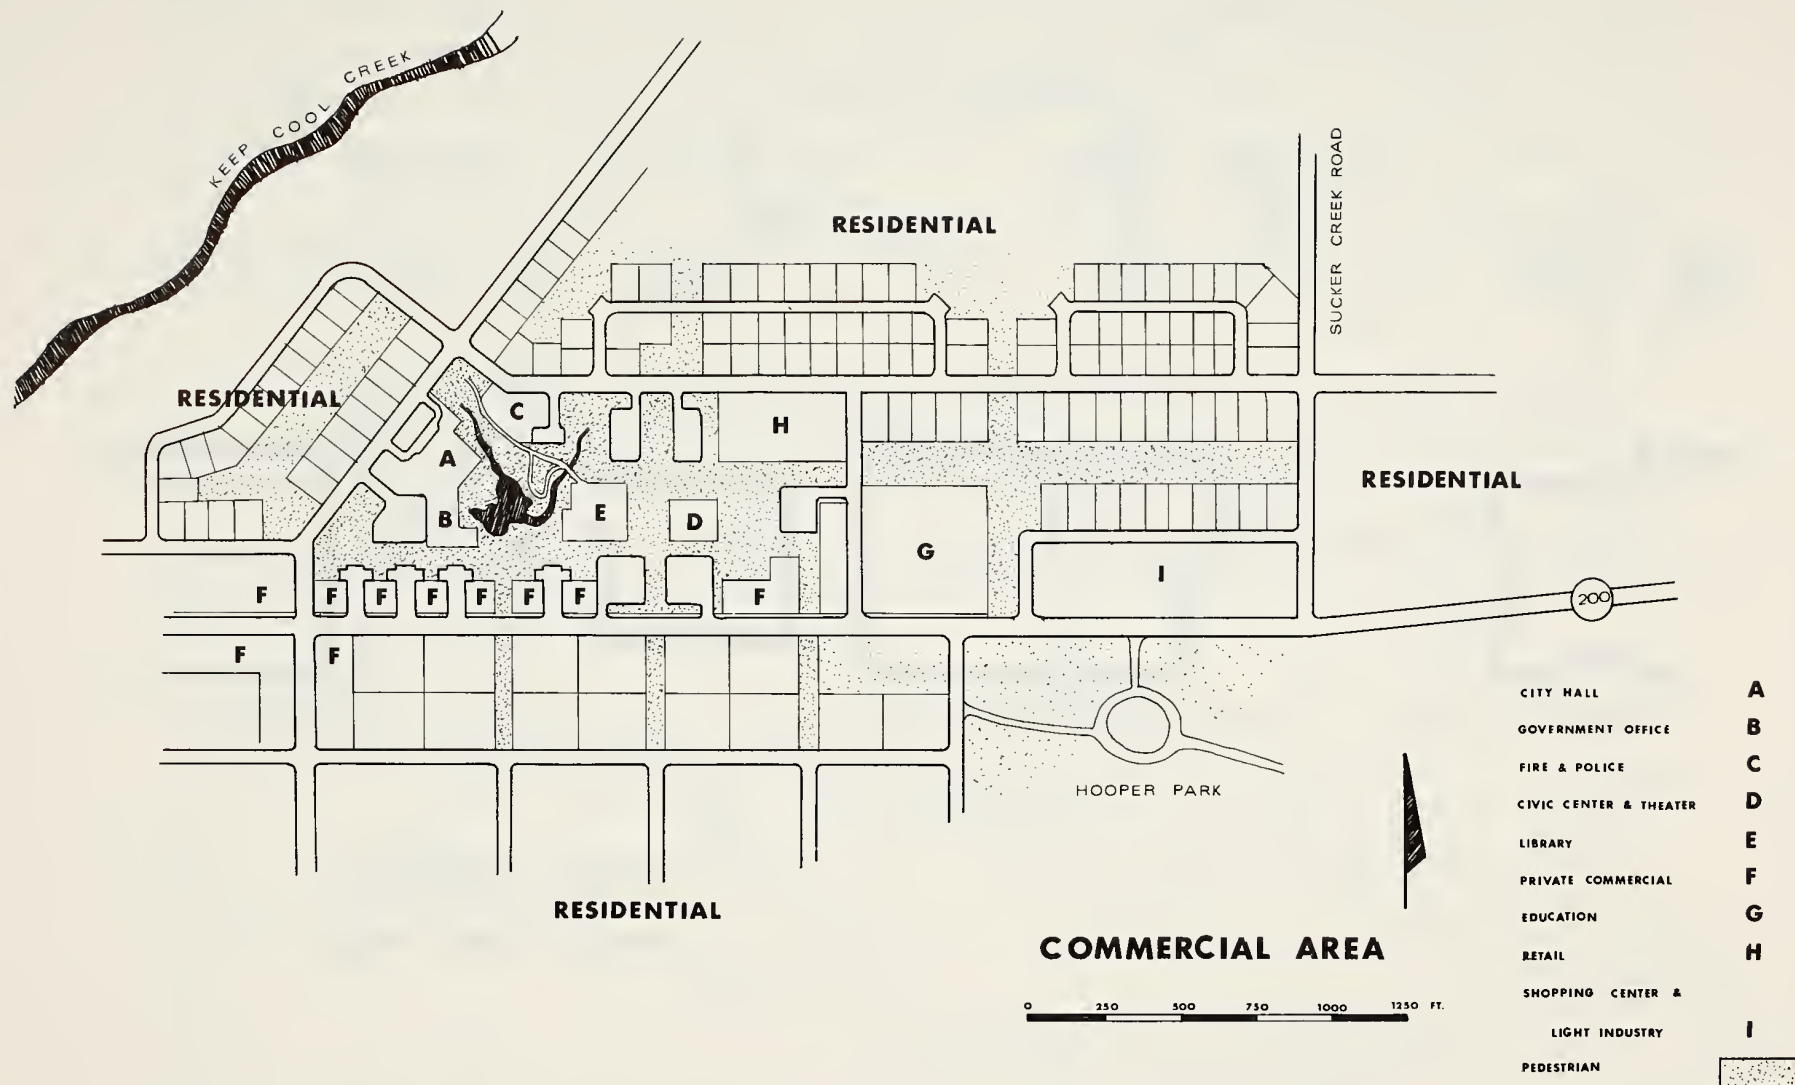 KEEP COOL CREEK
RESIDENTIAL
SUCKER CREEK ROAD
RESIDENTIAL
C
H
A
RESIDENTIAL
B
E
D
G
I
F
F
F
F
F
F
F
F
200
F
F
HOOPER PARK
RESIDENTIAL
COMMERCIAL AREA
0 250 500 750 1000 1250 FT.
CITY HALL A
GOVERNMENT OFFICE B
FIRE & POLICE C
CIVIC CENTER & THEATER D
LIBRARY E
PRIVATE COMMERCIAL F
EDUCATION G
RETAIL H
SHOPPING CENTER &
LIGHT INDUSTRY I
PEDESTRIAN